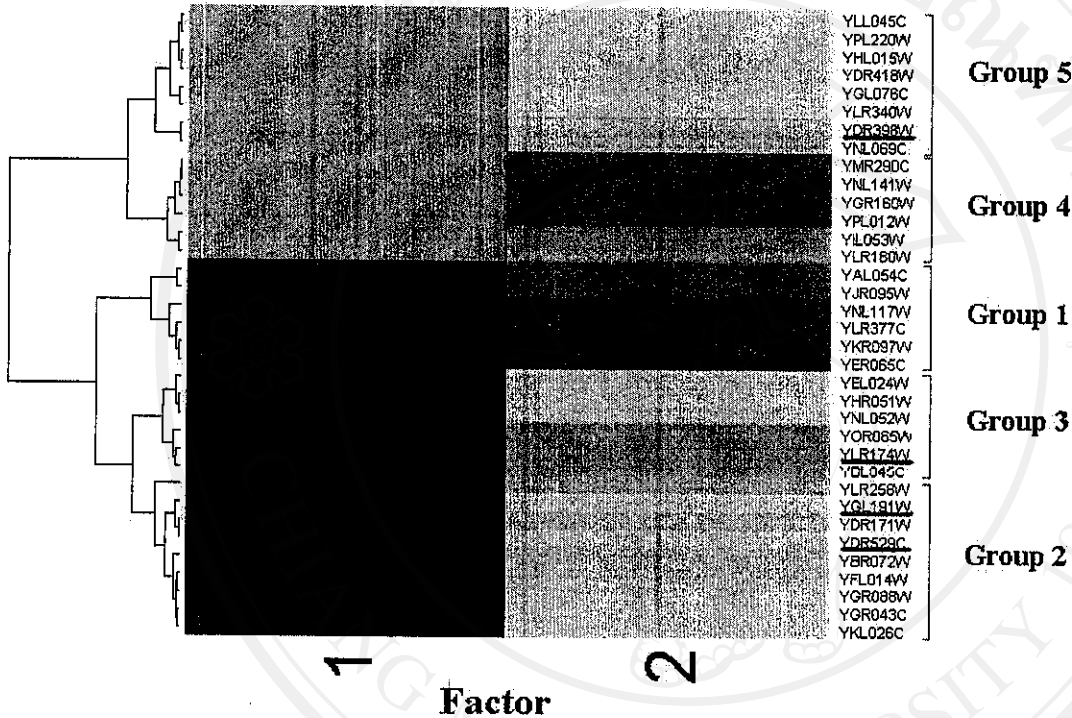 YLL045C
YPL220W
YHL015W
YDR418W
YGL076C
YLR340W
YDR398W
YNL069C
Group 5
YMR290C
YNL141W
YGR160W
YPL012W
YIL053W
YLR180W
Group 4
YAL054C
YJR095W
YNL117W
YLR377C
YKR097W
YER065C
Group 1
YEL024W
YHR051W
YNL052W
YOR065W
YLR174W
YDL045C
Group 3
YLR258W
YGL191W
YDR171W
YDR529C
YBR072W
YFL014W
YGR088W
YGR043C
YKL026C
Group 2
1
2
Factor